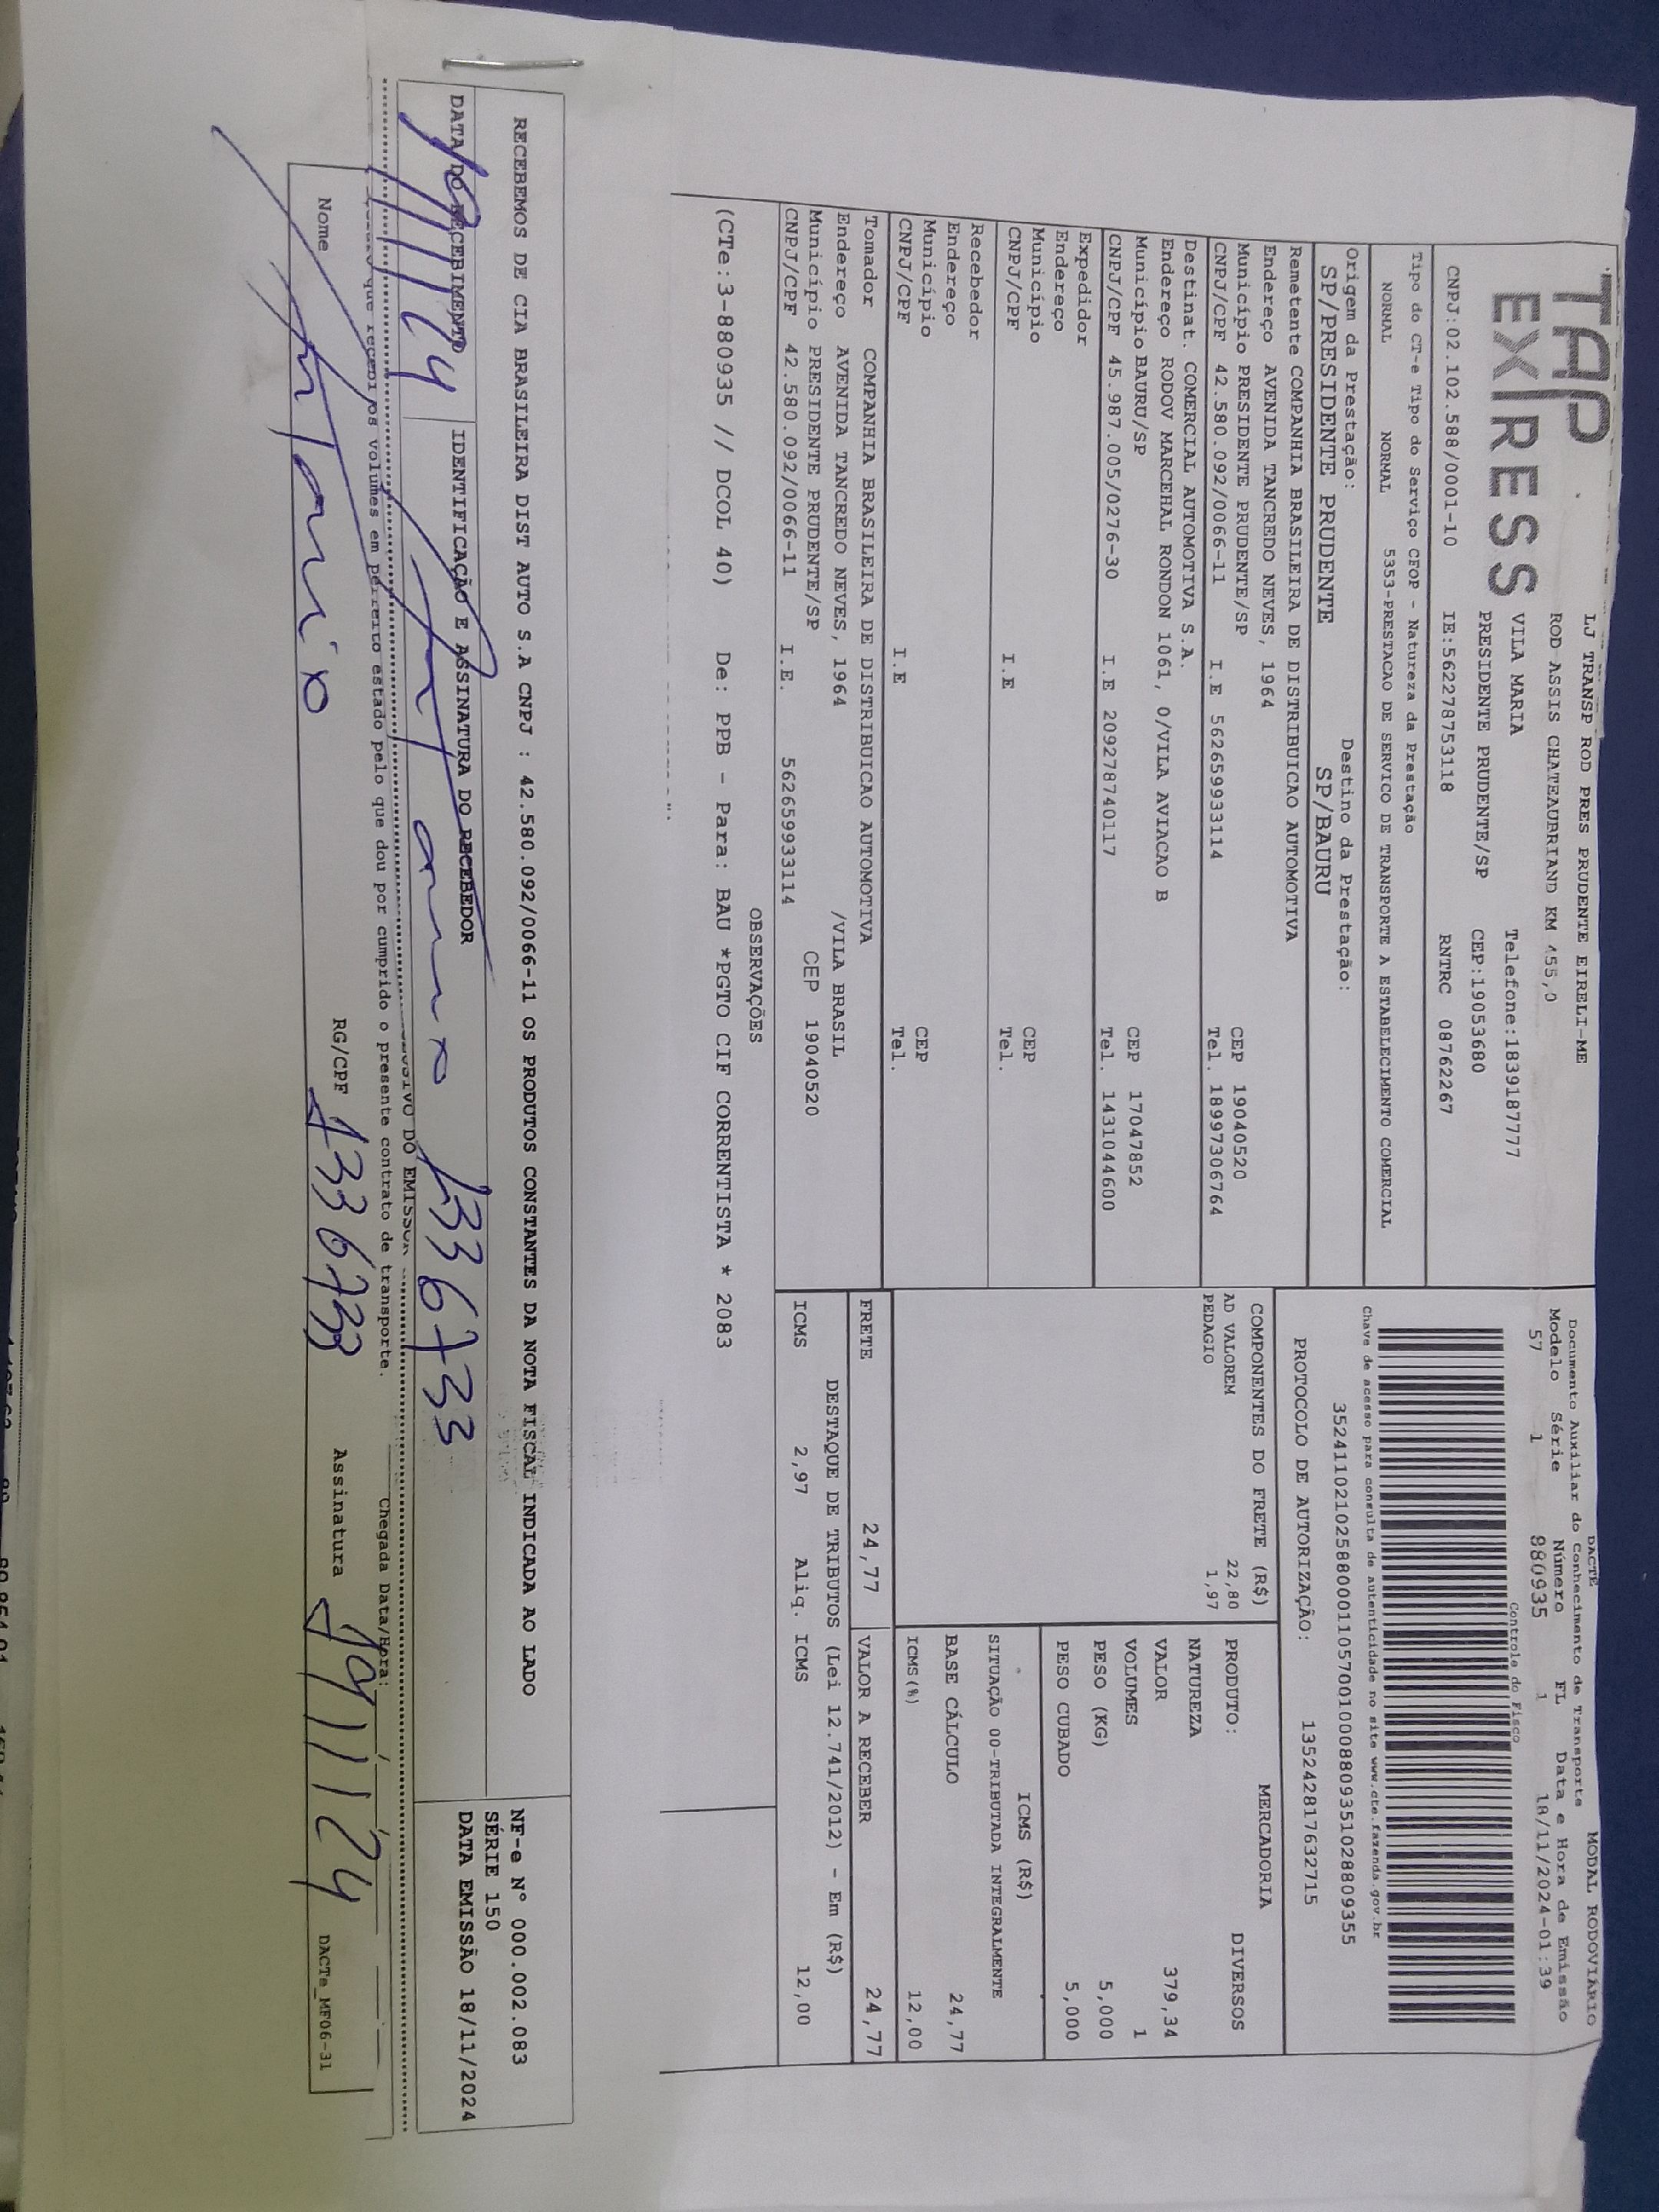 TAP
EXPRESS
LJ TRANSP ROD PRES PRUDENTE EIRELI-ME
ROD ASSIS CHATEAUBRIAND KM 455,0
VILA MARIA Telefone:1839187777
PRESIDENTE PRUDENTE/SP CEP:19053680
CNPJ:02.102.588/0001-10 IE:562278753118 RNTRC 08762267
DACTE MODAL RODOVIÁRIO
Documento Auxiliar do Conhecimento de Transporte
Modelo Série Número FL Data e Hora de Emissão
57 1 880935 1 18/11/2024-01:39
Controle do Fisco
Tipo do CT-e Tipo do Serviço CFOP - Natureza da Prestação
NORMAL NORMAL 5353-PRESTACAO DE SERVICO DE TRANSPORTE A ESTABELECIMENTO COMERCIAL
Chave de acesso para consulta de autenticidade no site www.cte.fazenda.gov.br
35241102102588000110570010008809351028809355
Origem da Prestação: Destino da Prestação:
SP/PRESIDENTE PRUDENTE SP/BAURU
PROTOCOLO DE AUTORIZAÇÃO: 135242817632715
Remetente COMPANHIA BRASILEIRA DE DISTRIBUICAO AUTOMOTIVA
Endereço AVENIDA TANCREDO NEVES, 1964
Município PRESIDENTE PRUDENTE/SP CEP 19040520
CNPJ/CPF 42.580.092/0066-11 I.E 562659933114 Tel. 18997306764
Destinat. COMERCIAL AUTOMOTIVA S.A.
Endereço RODOV MARCEHAL RONDON 1061, 0/VILA AVIACAO B
Município BAURU/SP CEP 17047852
CNPJ/CPF 45.987.005/0276-30 I.E 209278740117 Tel. 1431044600
Expedidor
Endereço
Município CEP
CNPJ/CPF I.E Tel.
Recebedor
Endereço
Município CEP
CNPJ/CPF I.E Tel.
Tomador COMPANHIA BRASILEIRA DE DISTRIBUICAO AUTOMOTIVA
Endereço AVENIDA TANCREDO NEVES, 1964 /VILA BRASIL
Município PRESIDENTE PRUDENTE/SP CEP 19040520
CNPJ/CPF 42.580.092/0066-11 I.E. 562659933114
COMPONENTES DO FRETE (R$)
AD VALOREM 22,80
PEDAGIO 1,97
MERCADORIA
PRODUTO: DIVERSOS
NATUREZA
VALOR 379,34
VOLUMES 1
PESO (KG) 5,000
PESO CUBADO 5,000
ICMS (R$)
SITUAÇÃO 00-TRIBUTADA INTEGRALMENTE
BASE CÁLCULO 24,77
ICMS (%) 12,00
FRETE 24,77 VALOR A RECEBER 24,77
DESTAQUE DE TRIBUTOS (Lei 12.741/2012) - Em (R$)
ICMS 2,97 Aliq. ICMS 12,00
OBSERVAÇÕES
(CTe:3-880935 // DCOL 40) De: PPB - Para: BAU *PGTO CIF CORRENTISTA * 2083
RECEBEMOS DE CIA BRASILEIRA DIST AUTO S.A CNPJ : 42.580.092/0066-11 OS PRODUTOS CONSTANTES DA NOTA FISCAL INDICADA AO LADO
NF-e N° 000.002.083
SÉRIE 150
DATA EMISSÃO 18/11/2024
DATA DO RECEBIMENTO IDENTIFICAÇÃO E ASSINATURA DO RECEBEDOR
19/11/24 Antonio 1336733
DO EMISSOR
que recebi os volumes em perfeito estado pelo que dou por cumprido o presente contrato de transporte. Chegada Data/Hora:
Nome Antonio RG/CPF 1336733 Assinatura 19/11/24
DACTe_MF06-31